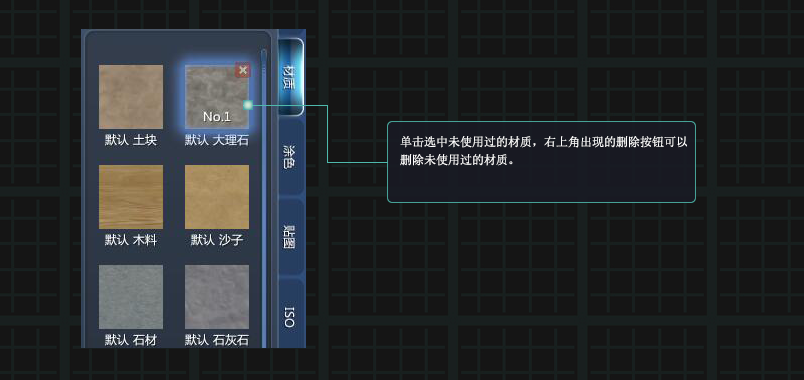 材质
No.1
默认 土块
默认 大理石
单击选中未使用过的材质，右上角出现的删除按钮可以
删除未使用过的材质。
涂色
默认 木料
默认 沙子
贴图
ISO
默认 石材
默认 石灰石